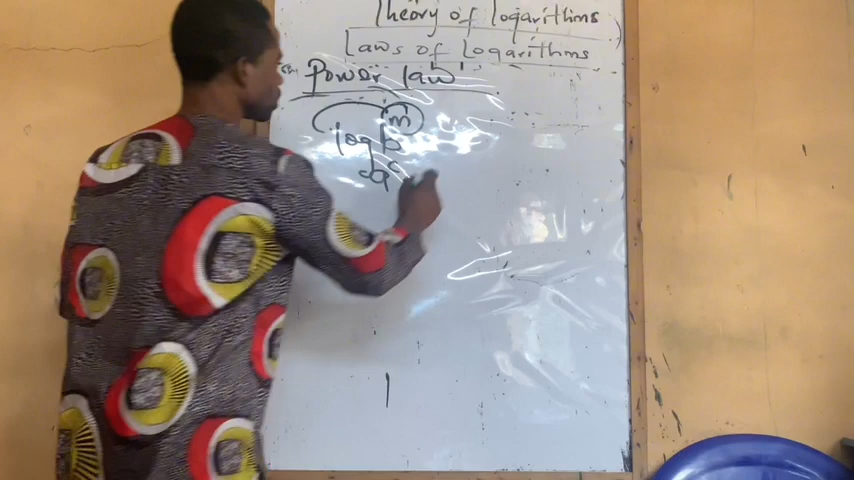 Theory of logarithms
Laws of Logarithms
Power law
log b^m
a